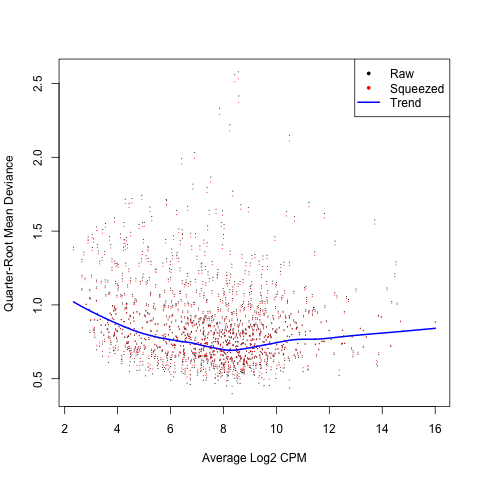 Raw
Squeezed
Trend
Quarter-Root Mean Deviance
2.5
2.0
1.5
1.0
0.5
2 4 6 8 10 12 14 16
Average Log2 CPM